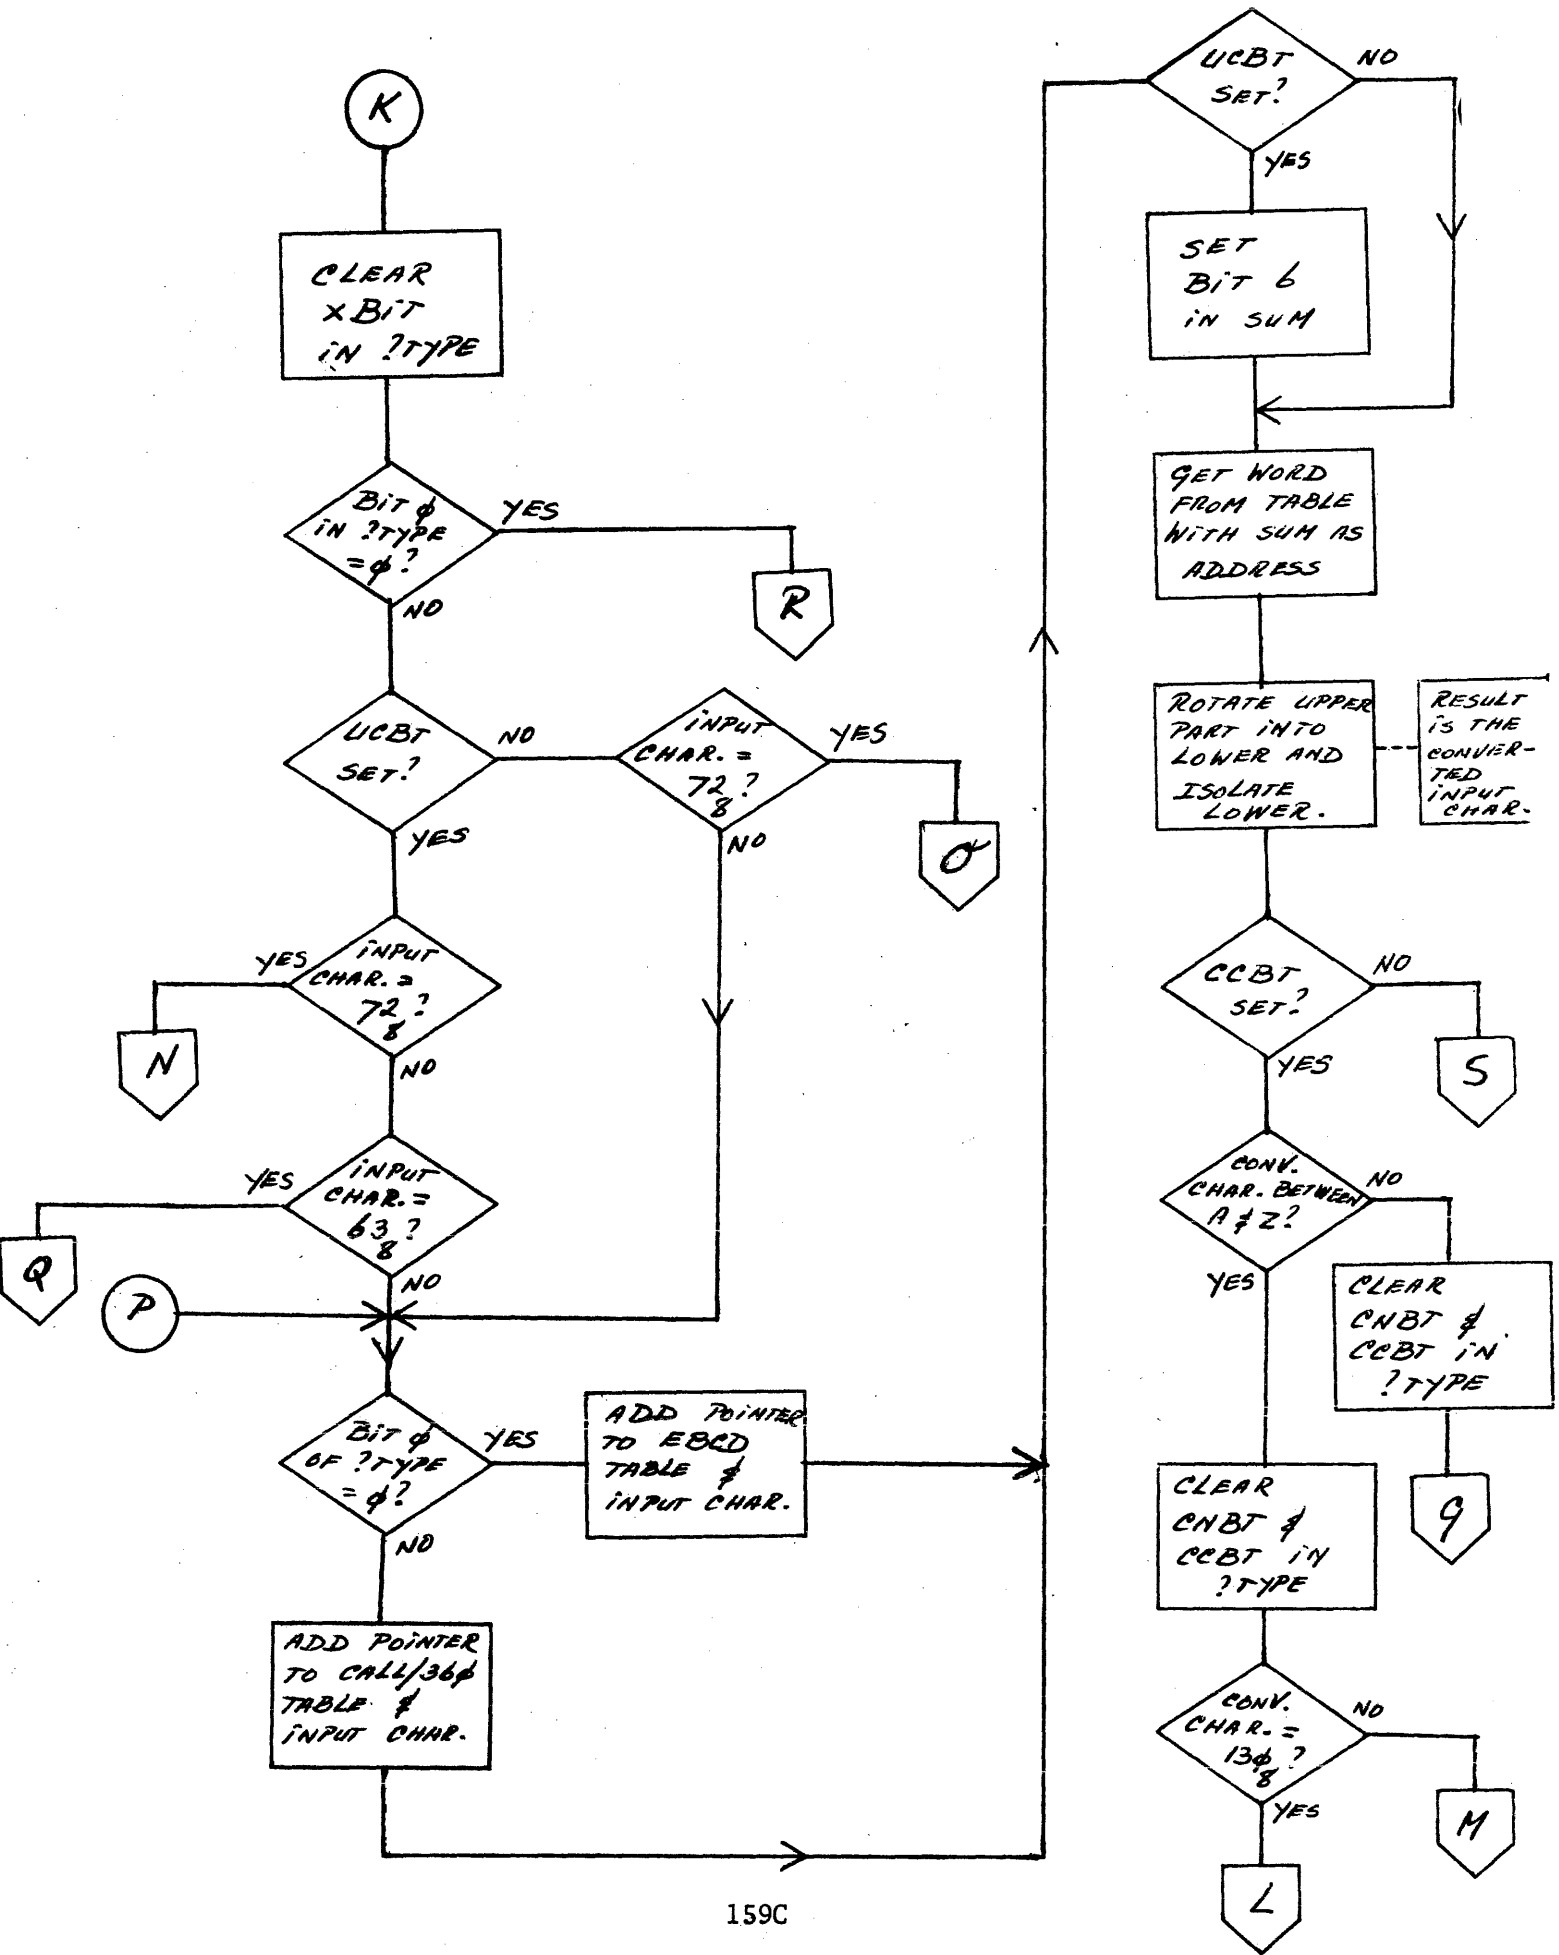 K
CLEAR
XBIT
IN ?TYPE
BIT φ
IN ?TYPE
= φ?
YES
NO
R
UCBT
SET?
NO
YES
INPUT
CHAR. =
72 ?
8
YES
NO
O
INPUT
CHAR. =
72 ?
8
YES
NO
N
INPUT
CHAR. =
63 ?
8
YES
NO
Q
P
BIT φ
OF ?TYPE
= φ?
YES
NO
ADD POINTER
TO EBCD
TABLE &
INPUT CHAR.
ADD POINTER
TO CALL/36φ
TABLE &
INPUT CHAR.
UCBT
SET?
NO
YES
SET
BIT 6
IN SUM
GET WORD
FROM TABLE
WITH SUM AS
ADDRESS
ROTATE UPPER
PART INTO
LOWER AND
ISOLATE
LOWER.
RESULT
IS THE
CONVER-
TED
INPUT
CHAR.
CCBT
SET?
NO
YES
S
CONV.
CHAR. BETWEEN
A & Z?
NO
YES
CLEAR
CNBT &
CCBT IN
?TYPE
CLEAR
CNBT &
CCBT IN
?TYPE
CONV.
CHAR. =
13φ ?
8
NO
YES
M
L
159C